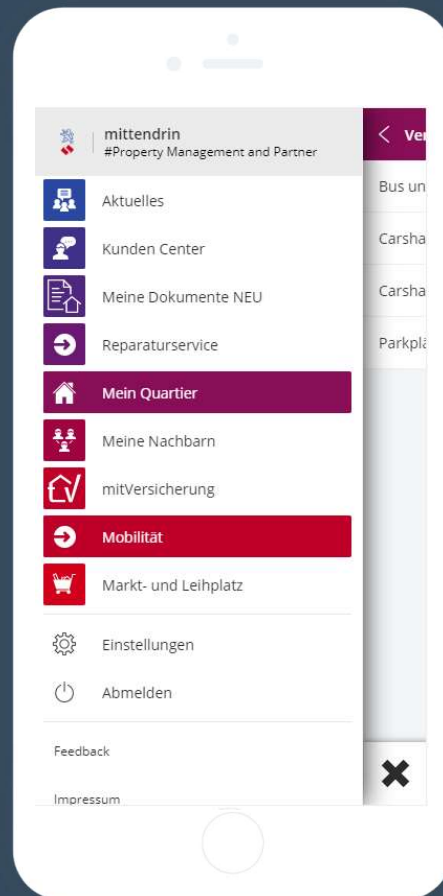 mittendrin
#Property Management and Partner
Aktuelles
Kunden Center
Meine Dokumente NEU
Reparaturservice
Mein Quartier
Meine Nachbarn
mitVersicherung
Mobilität
Markt- und Leihplatz
Einstellungen
Abmelden
Feedback
Impressum
Ver
Bus un
Carsha
Carsha
Parkplä